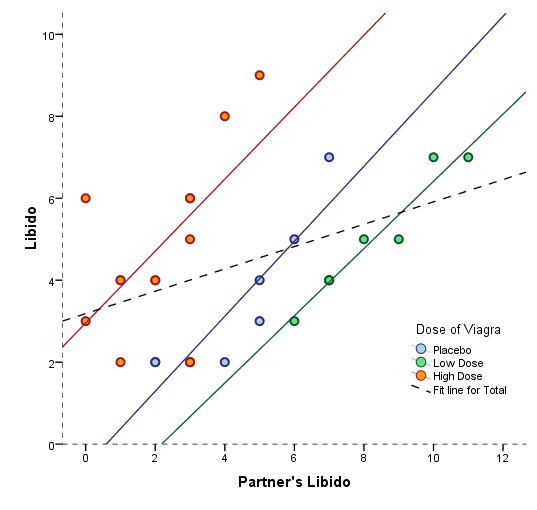 10
8
6
4
2
0
Libido
0 2 4 6 8 10 12
Partner's Libido
Dose of Viagra
Placebo
Low Dose
High Dose
Fit line for Total